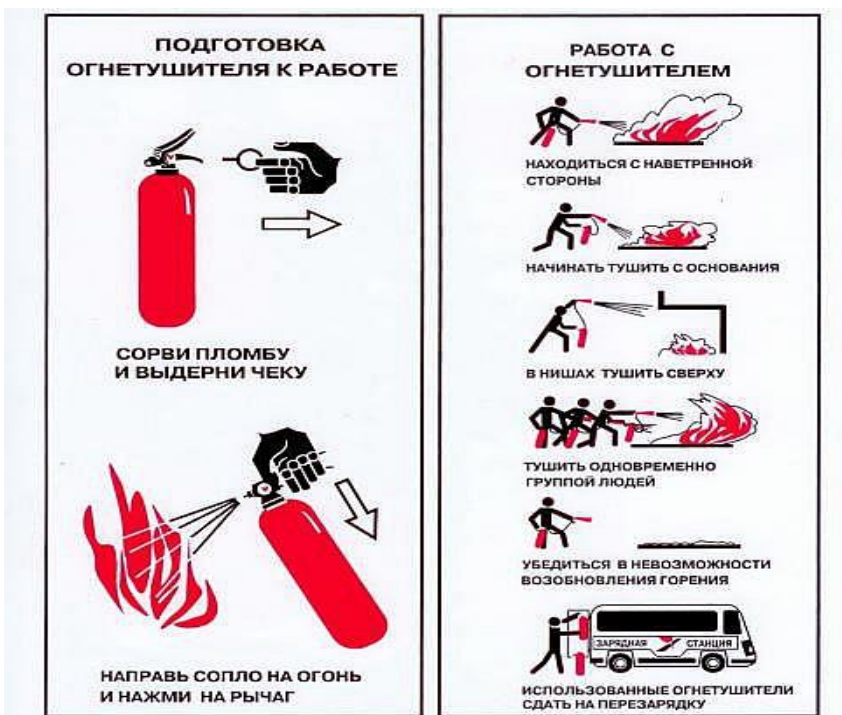 ПОДГОТОВКА
ОГНЕТУШИТЕЛЯ К РАБОТЕ
СОРВИ ПЛОМБУ
И ВЫДЕРНИ ЧЕКУ
НАПРАВЬ СОПЛО НА ОГОНЬ
И НАЖМИ НА РЫЧАГ
РАБОТА С
ОГНЕТУШИТЕЛЕМ
НАХОДИТЬСЯ С НАВЕТРЕННОЙ
СТОРОНЫ
НАЧИНАТЬ ТУШИТЬ С ОСНОВАНИЯ
В НИШАХ ТУШИТЬ СВЕРХУ
ТУШИТЬ ОДНОВРЕМЕННО
ГРУППОЙ ЛЮДЕЙ
УБЕДИТЬСЯ В НЕВОЗМОЖНОСТИ
ВОЗОБНОВЛЕНИЯ ГОРЕНИЯ
ЗАРЯДНАЯ СТАНЦИЯ
ИСПОЛЬЗОВАННЫЕ ОГНЕТУШИТЕЛИ
СДАТЬ НА ПЕРЕЗАРЯДКУ